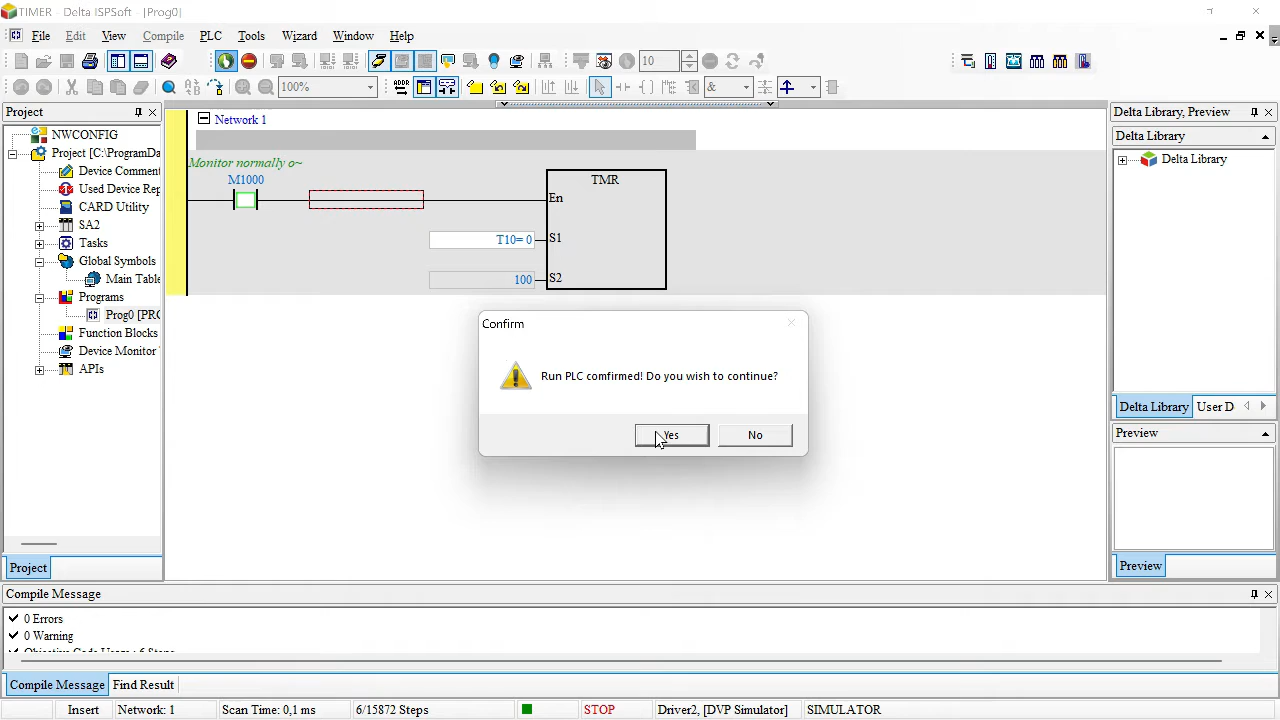 TIMER - Delta ISPSoft - [Prog0]
File Edit View Compile PLC Tools Wizard Window Help
10
100%
&
Project
NWCONFIG
Project [C:\ProgramDa
Device Comment
Used Device Rep
CARD Utility
SA2
Tasks
Global Symbols
Main Table
Programs
Prog0 [PRC
Function Blocks
Device Monitor
APIs
Project
Network 1
Monitor normally o~
M1000
TMR
En
T10= 0
S1
100
S2
Confirm
Run PLC comfirmed! Do you wish to continue?
Yes No
Delta Library, Preview
Delta Library
Delta Library
Delta Library User D
Preview
Preview
Compile Message
0 Errors
0 Warning
Compile Message Find Result
Insert Network: 1 Scan Time: 0,1 ms 6/15872 Steps STOP Driver2, [DVP Simulator] SIMULATOR